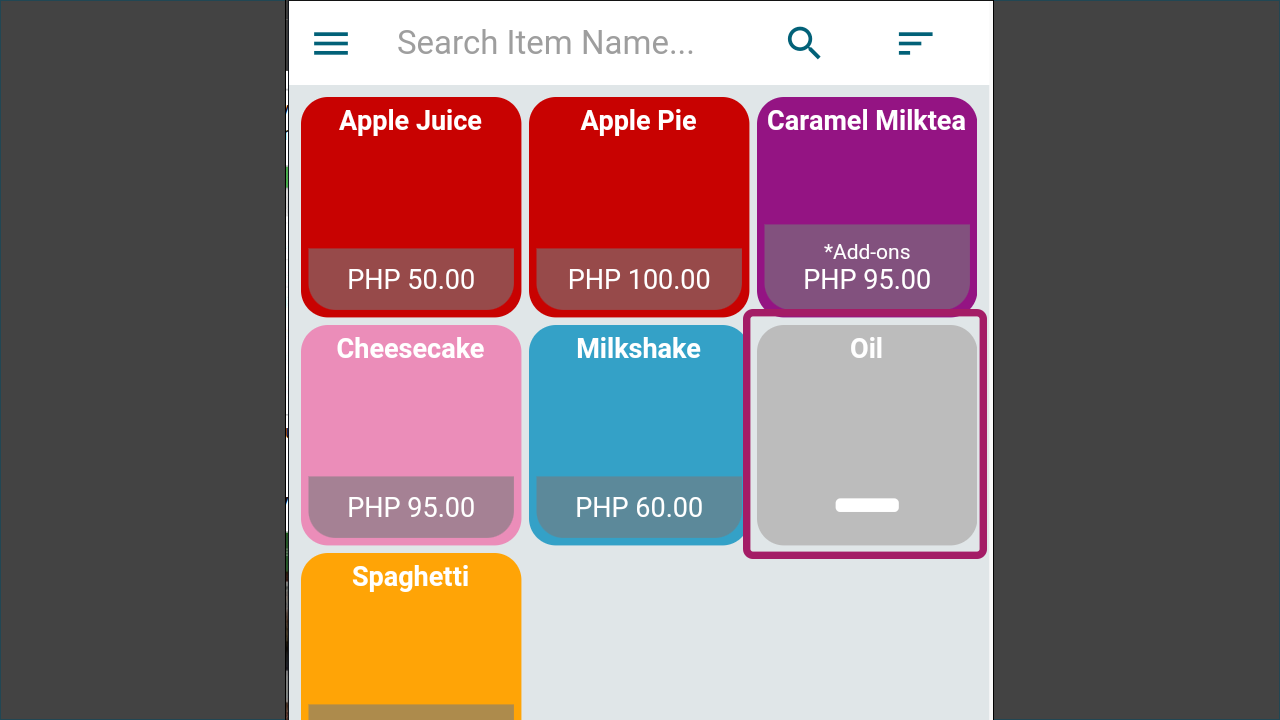 Search Item Name...
Apple Juice
Apple Pie
Caramel Milktea
PHP 50.00
PHP 100.00
*Add-ons
PHP 95.00
Cheesecake
Milkshake
Oil
PHP 95.00
PHP 60.00
Spaghetti